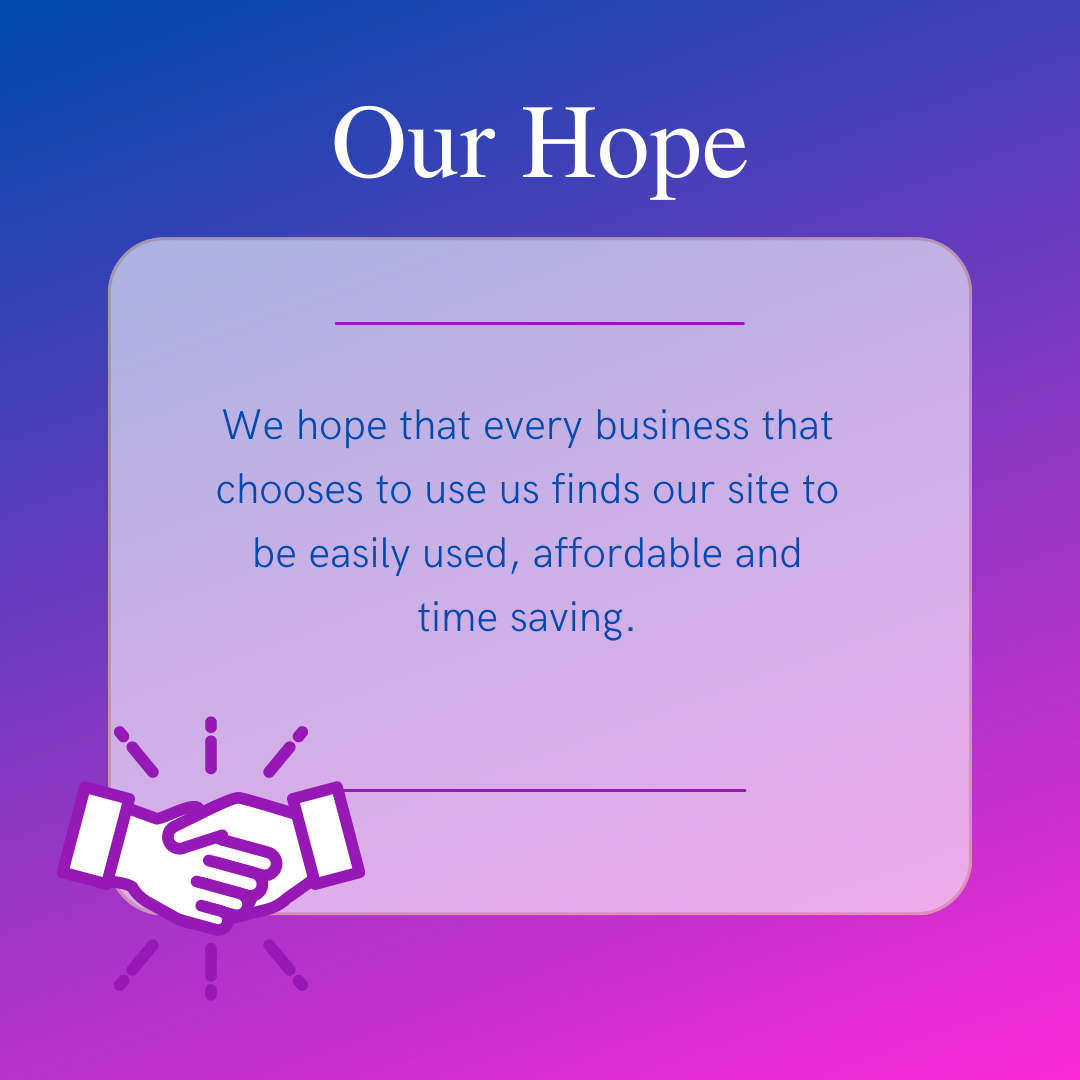 Our Hope
We hope that every business that
chooses to use us finds our site to
be easily used, affordable and
time saving.